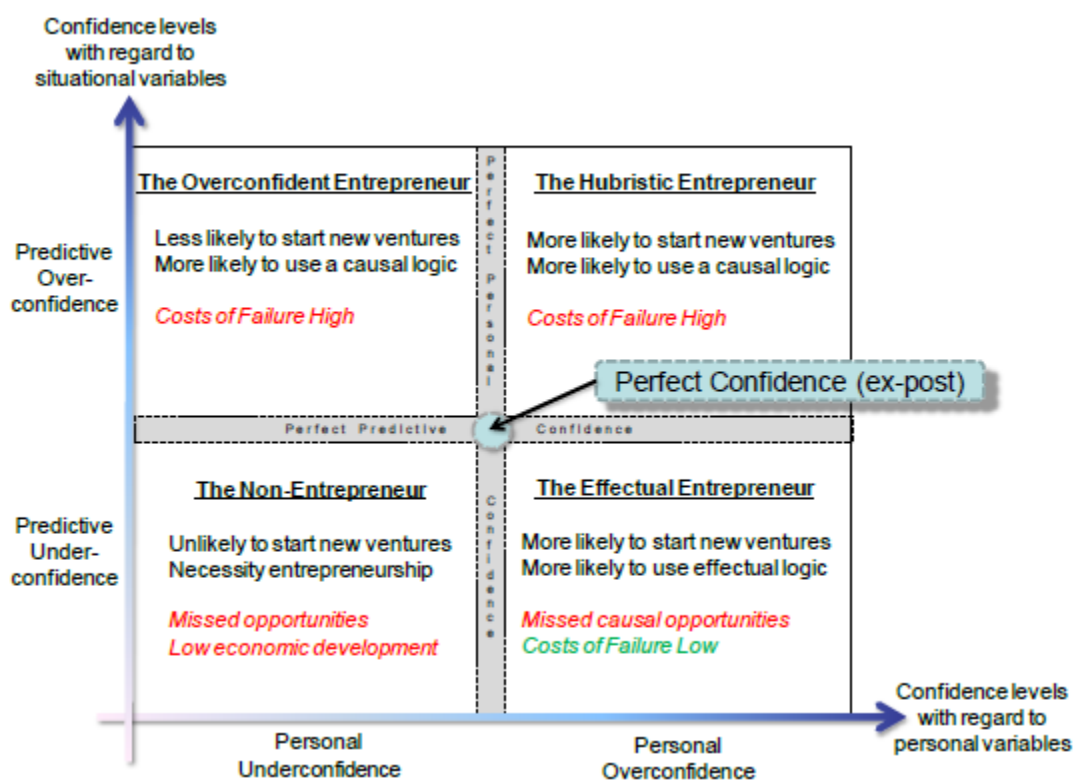 Confidence levels
with regard to
situational variables
The Overconfident Entrepreneur
Less likely to start new ventures
More likely to use a causal logic
Costs of Failure High
The Hubristic Entrepreneur
More likely to start new ventures
More likely to use a causal logic
Costs of Failure High
Predictive
Over-
confidence
Perfect Personal
Perfect Confidence (ex-post)
Perfect Predictive Confidence
The Non-Entrepreneur
Unlikely to start new ventures
Necessity entrepreneurship
Missed opportunities
Low economic development
Confidence
The Effectual Entrepreneur
More likely to start new ventures
More likely to use effectual logic
Missed causal opportunities
Costs of Failure Low
Predictive
Under-
confidence
Personal
Underconfidence
Personal
Overconfidence
Confidence levels
with regard to
personal variables